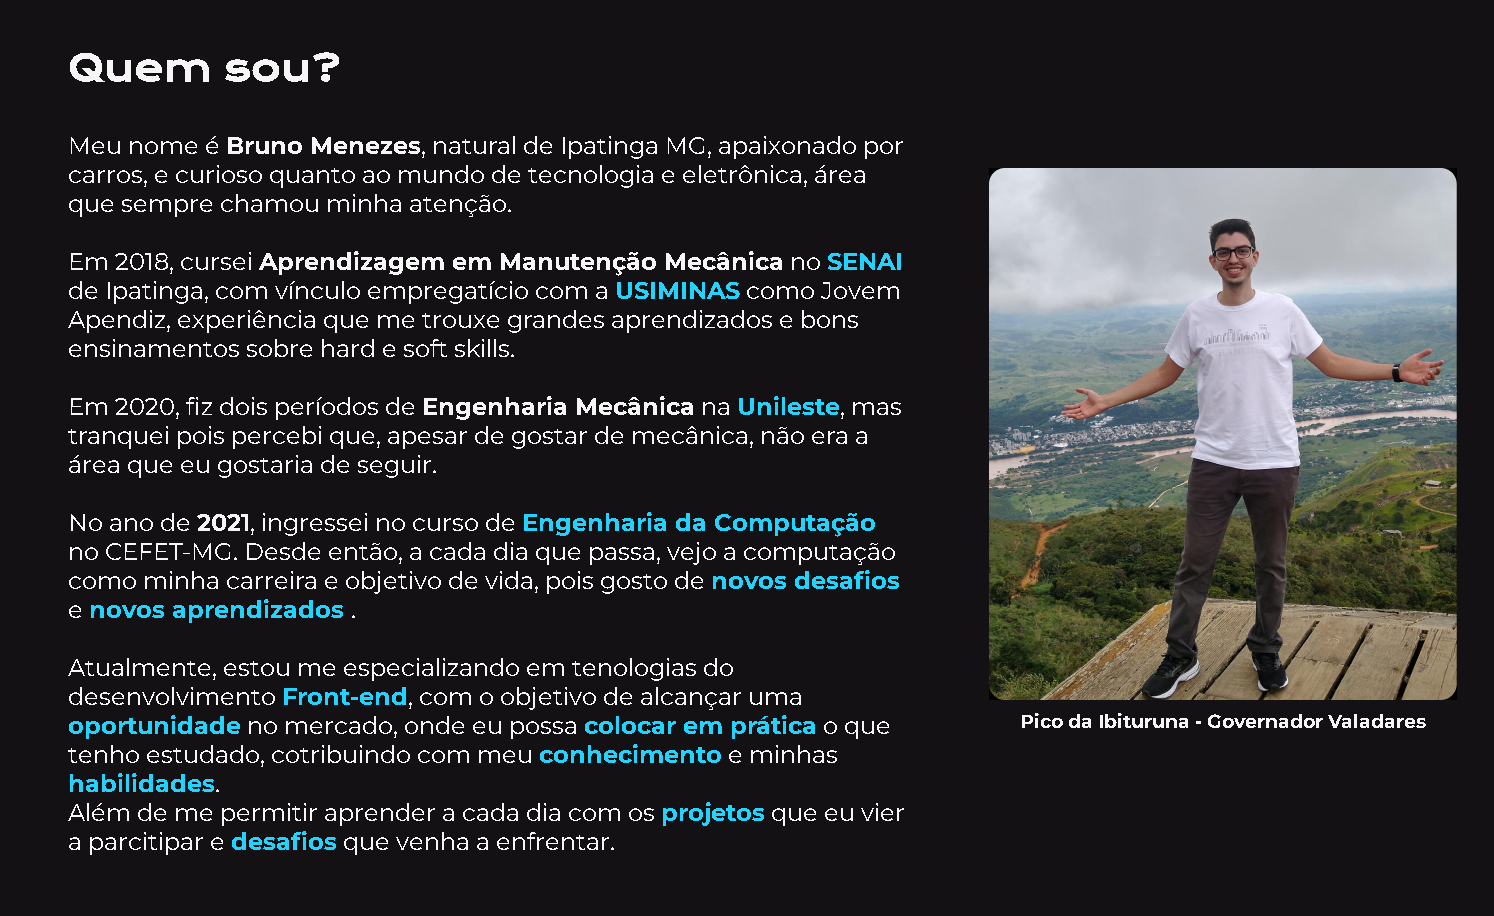 Quem sou?
Meu nome é Bruno Menezes, natural de Ipatinga MG, apaixonado por
carros, e curioso quanto ao mundo de tecnologia e eletrônica, área
que sempre chamou minha atenção.
Em 2018, cursei Aprendizagem em Manutenção Mecânica no SENAI
de Ipatinga, com vínculo empregatício com a USIMINAS como Jovem
Apendiz, experiência que me trouxe grandes aprendizados e bons
ensinamentos sobre hard e soft skills.
Em 2020, fiz dois períodos de Engenharia Mecânica na Unileste, mas
tranquei pois percebi que, apesar de gostar de mecânica, não era a
área que eu gostaria de seguir.
No ano de 2021, ingressei no curso de Engenharia da Computação
no CEFET-MG. Desde então, a cada dia que passa, vejo a computação
como minha carreira e objetivo de vida, pois gosto de novos desafios
e novos aprendizados .
Atualmente, estou me especializando em tenologias do
desenvolvimento Front-end, com o objetivo de alcançar uma
oportunidade no mercado, onde eu possa colocar em prática o que
tenho estudado, cotribuindo com meu conhecimento e minhas
habilidades.
Além de me permitir aprender a cada dia com os projetos que eu vier
a parcitipar e desafios que venha a enfrentar.
Pico da Ibituruna - Governador Valadares